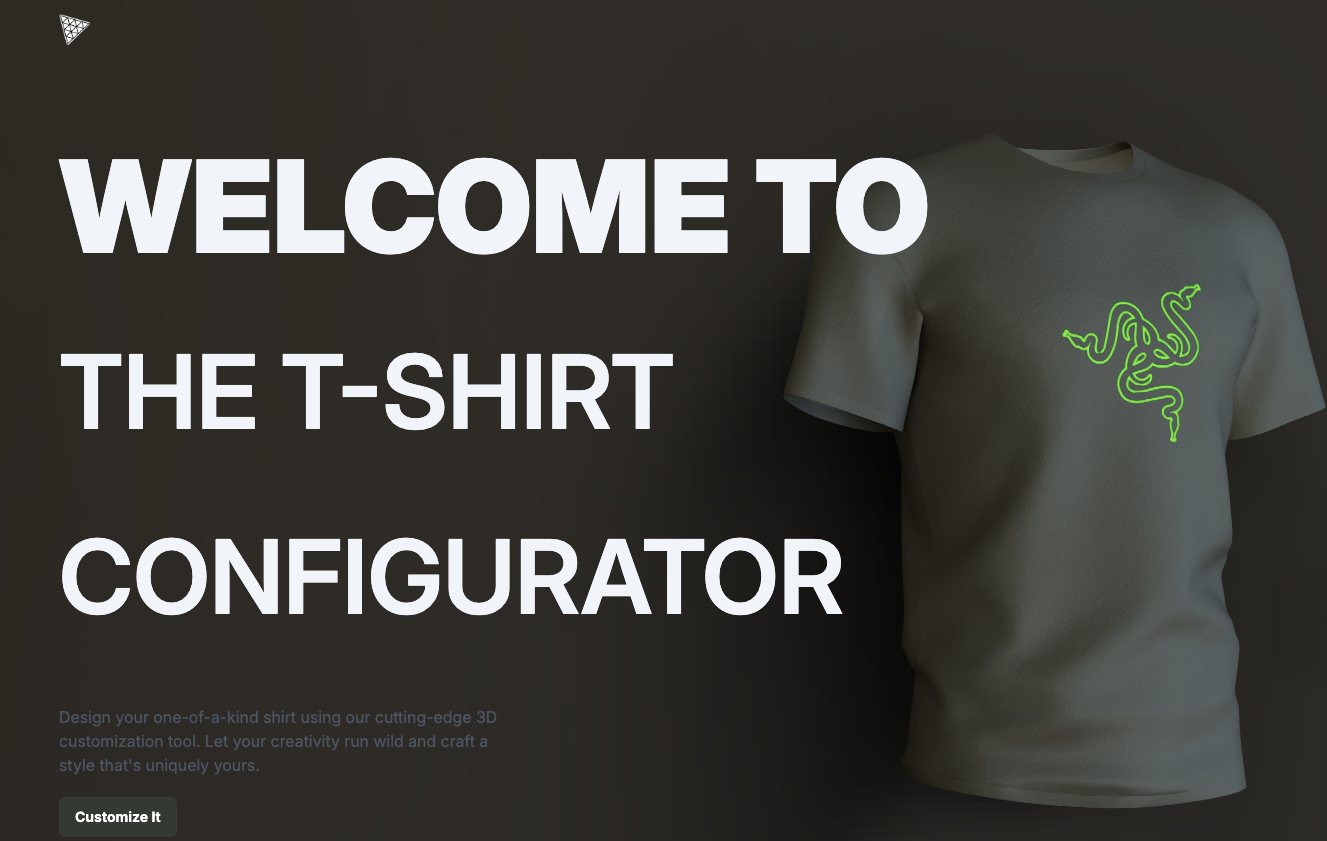 WELCOME TO
THE T-SHIRT
CONFIGURATOR
Design your one-of-a-kind shirt using our cutting-edge 3D
customization tool. Let your creativity run wild and craft a
style that's uniquely yours.
Customize It